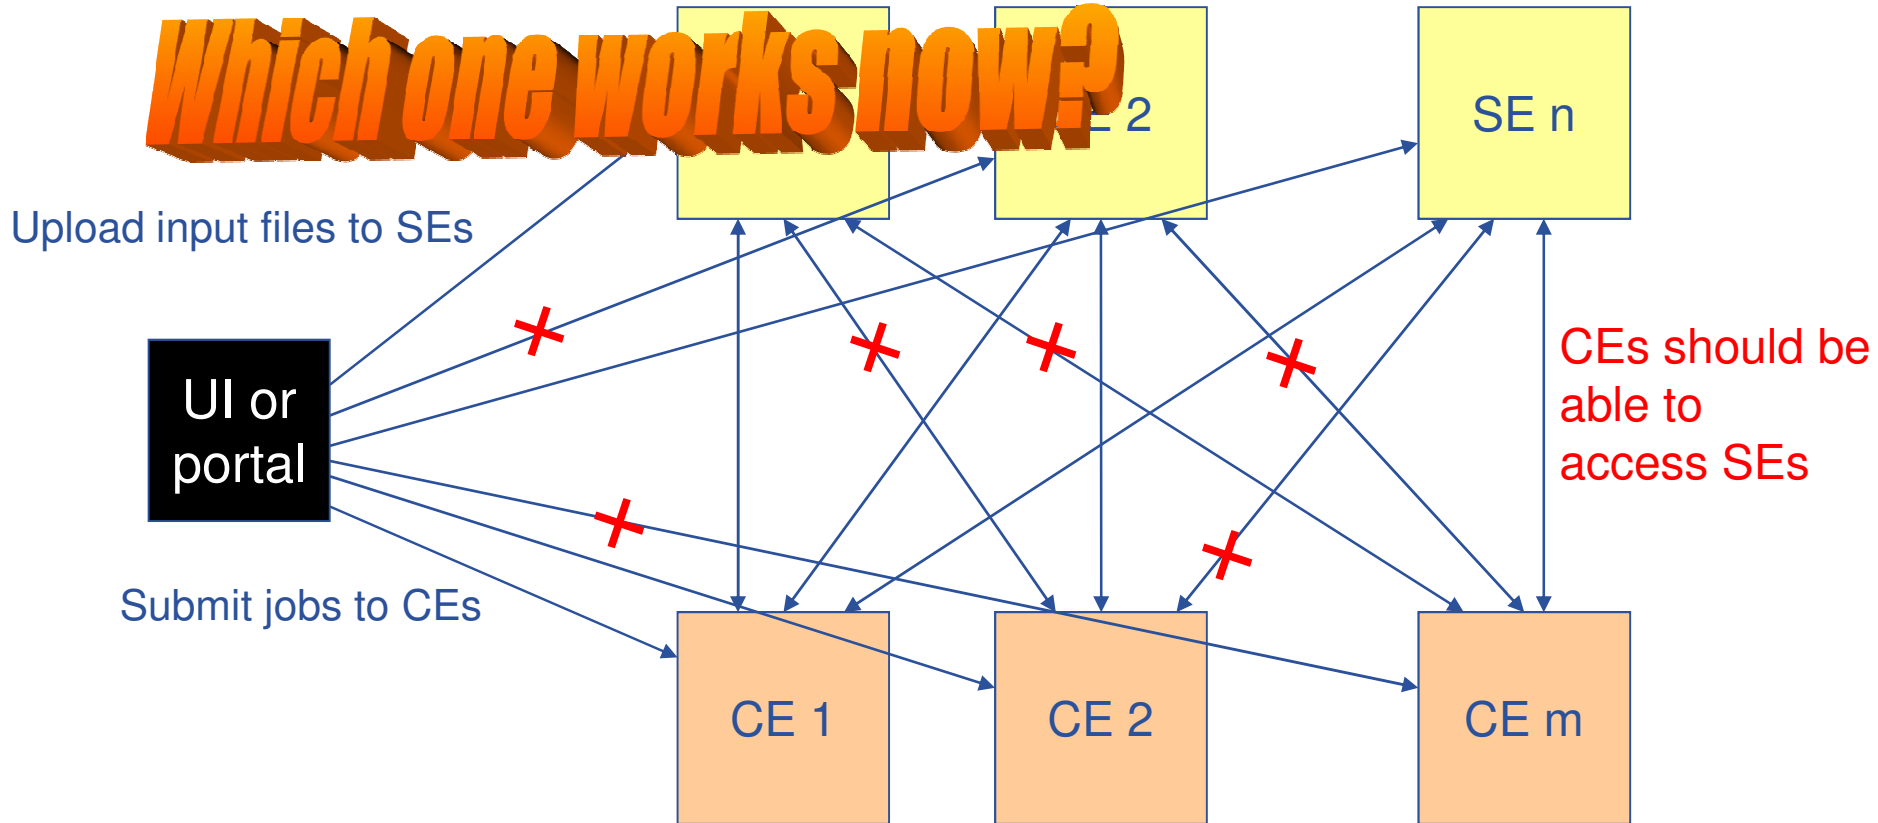 Which one works now?
2
SE n
Upload input files to SEs
UI or
portal
CEs should be
able to
access SEs
Submit jobs to CEs
CE 1
CE 2
CE m